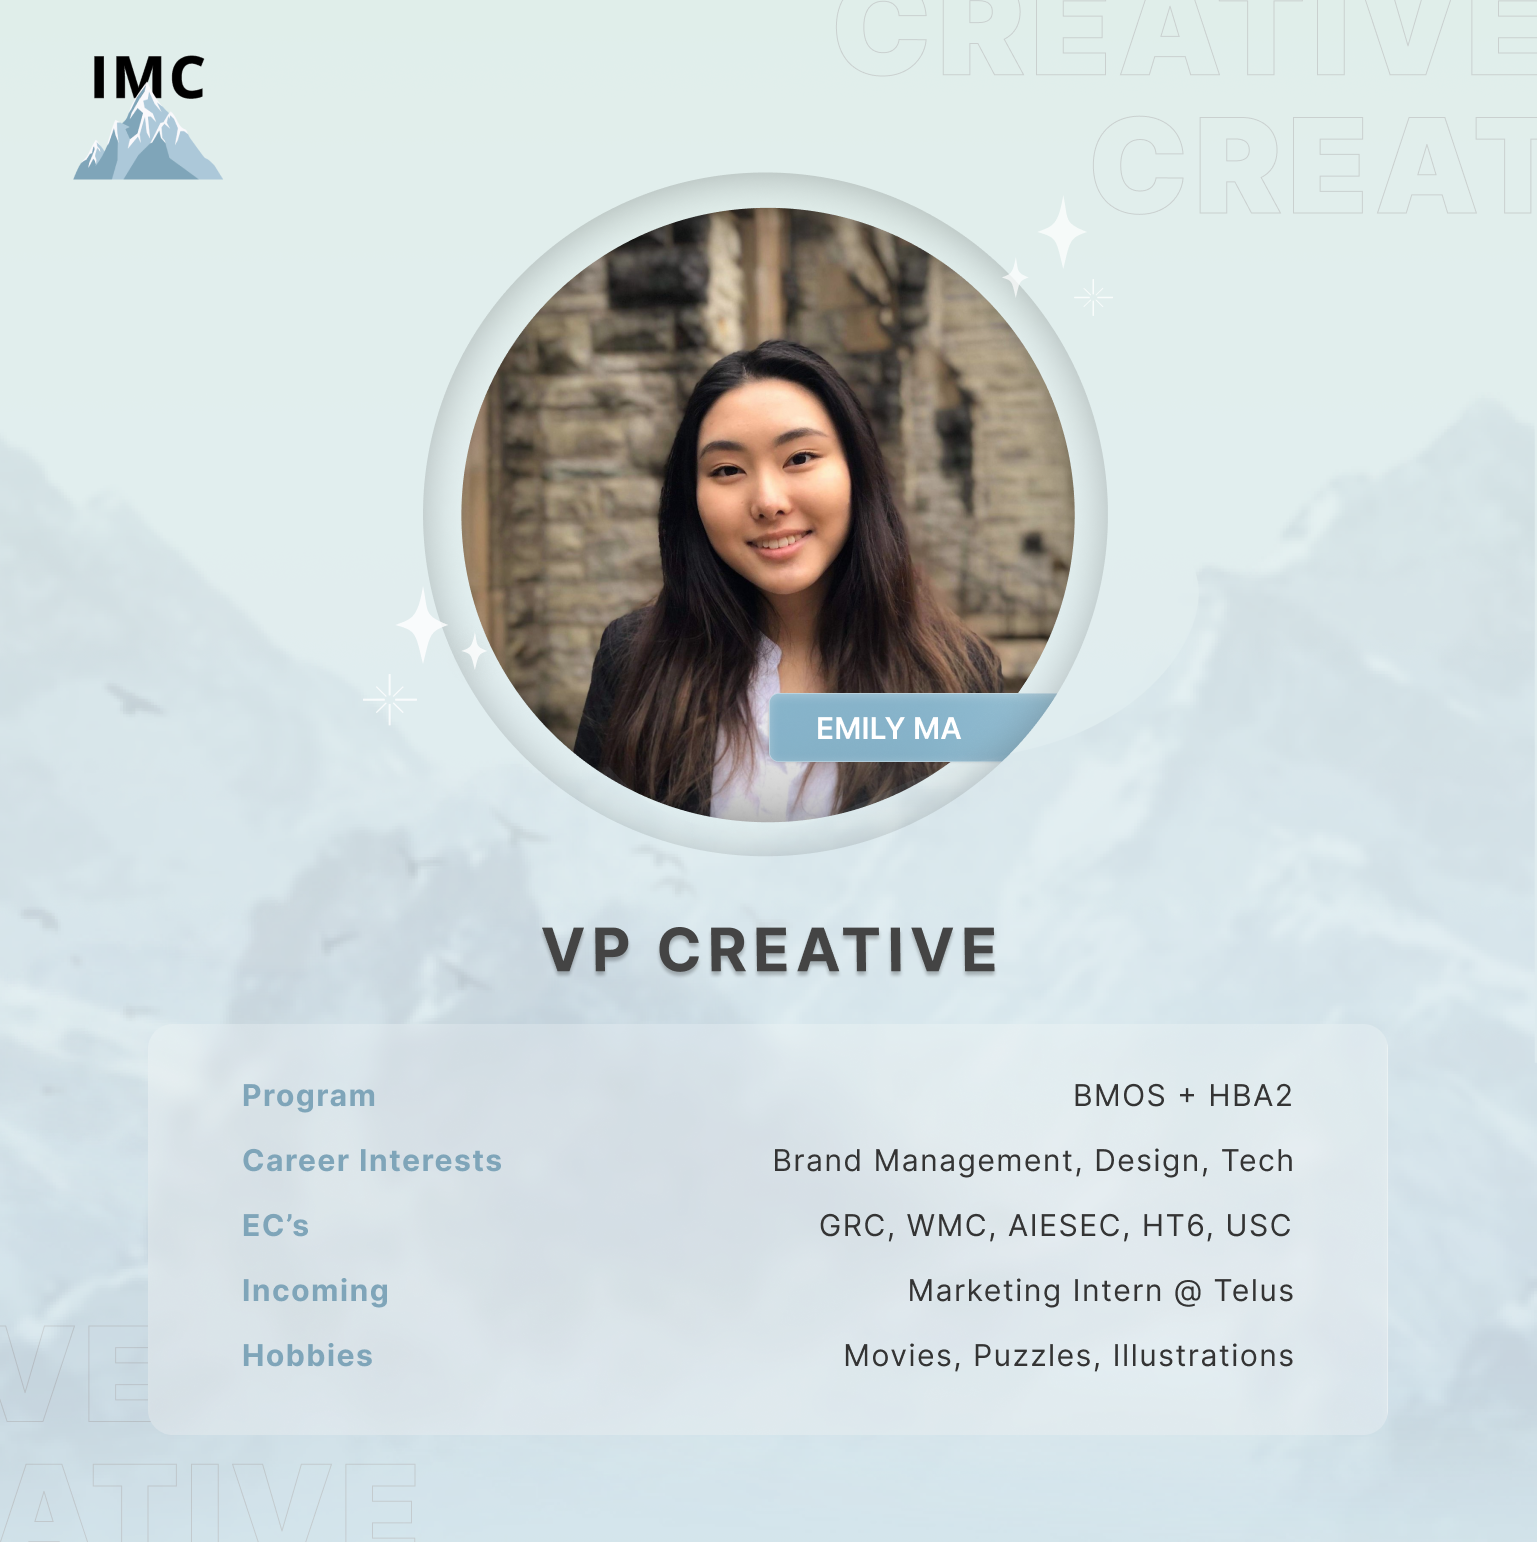 CREATIVE
CREAT
IMC
EMILY MA
VP CREATIVE
Program BMOS + HBA2
Career Interests Brand Management, Design, Tech
EC’s GRC, WMC, AIESEC, HT6, USC
Incoming Marketing Intern @ Telus
Hobbies Movies, Puzzles, Illustrations
VE
ATIVE